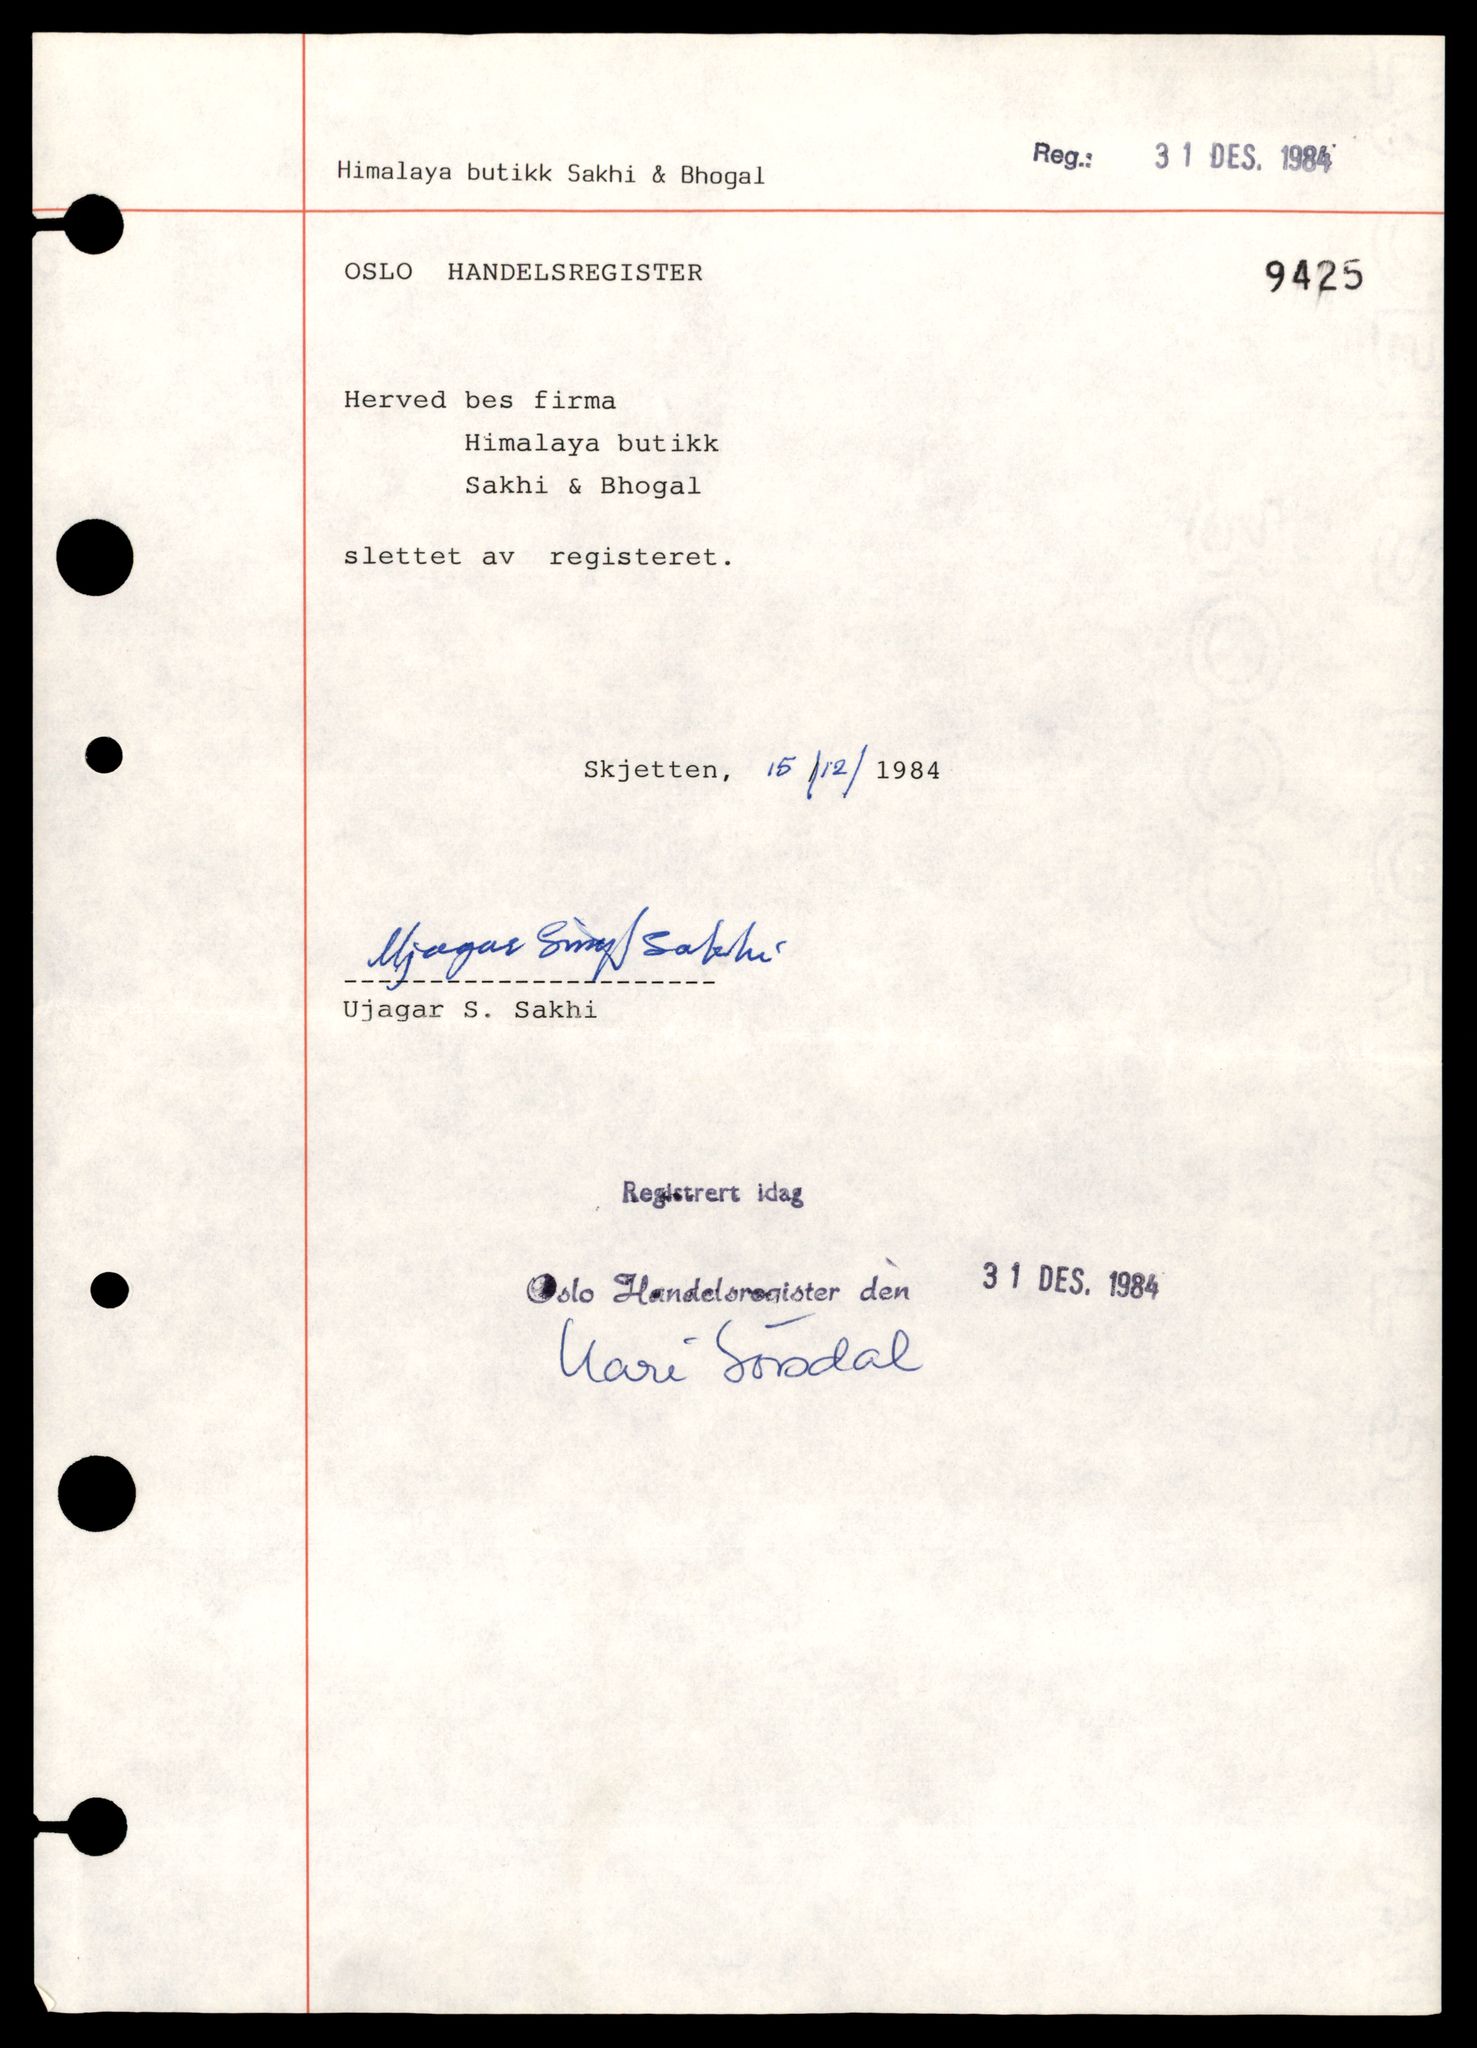 Himalaya butikk Sakhi & Bhogal
Reg.: 31 DES. 1984
OSLO HANDELSREGISTER
9425
Herved bes firma
Himalaya butikk
Sakhi & Bhogal
slettet av registeret.
Skjetten, 15/12/ 1984
Ujagar Singh Sakhi
Ujagar S. Sakhi
Registrert idag
Oslo Handelsregister den 31 DES. 1984
Kari Sørsdal